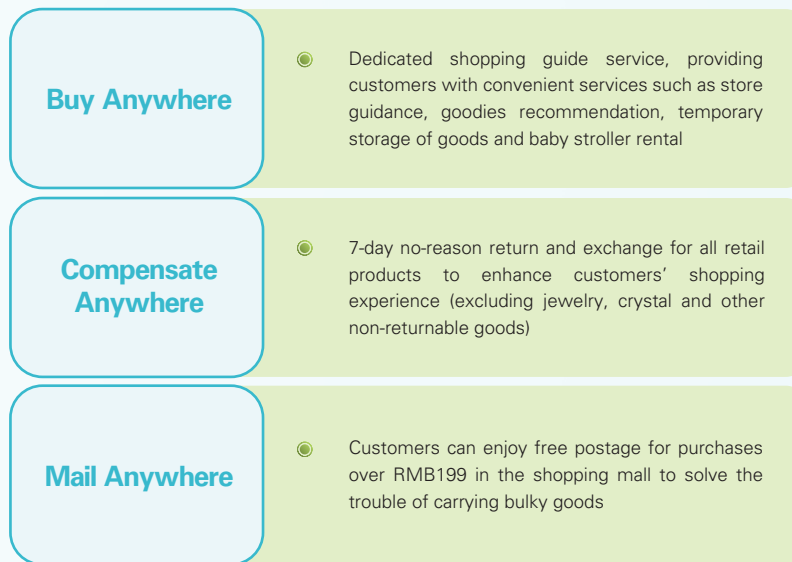 Buy Anywhere
Dedicated shopping guide service, providing
customers with convenient services such as store
guidance, goodies recommendation, temporary
storage of goods and baby stroller rental
Compensate
Anywhere
7-day no-reason return and exchange for all retail
products to enhance customers’ shopping
experience (excluding jewelry, crystal and other
non-returnable goods)
Mail Anywhere
Customers can enjoy free postage for purchases
over RMB199 in the shopping mall to solve the
trouble of carrying bulky goods